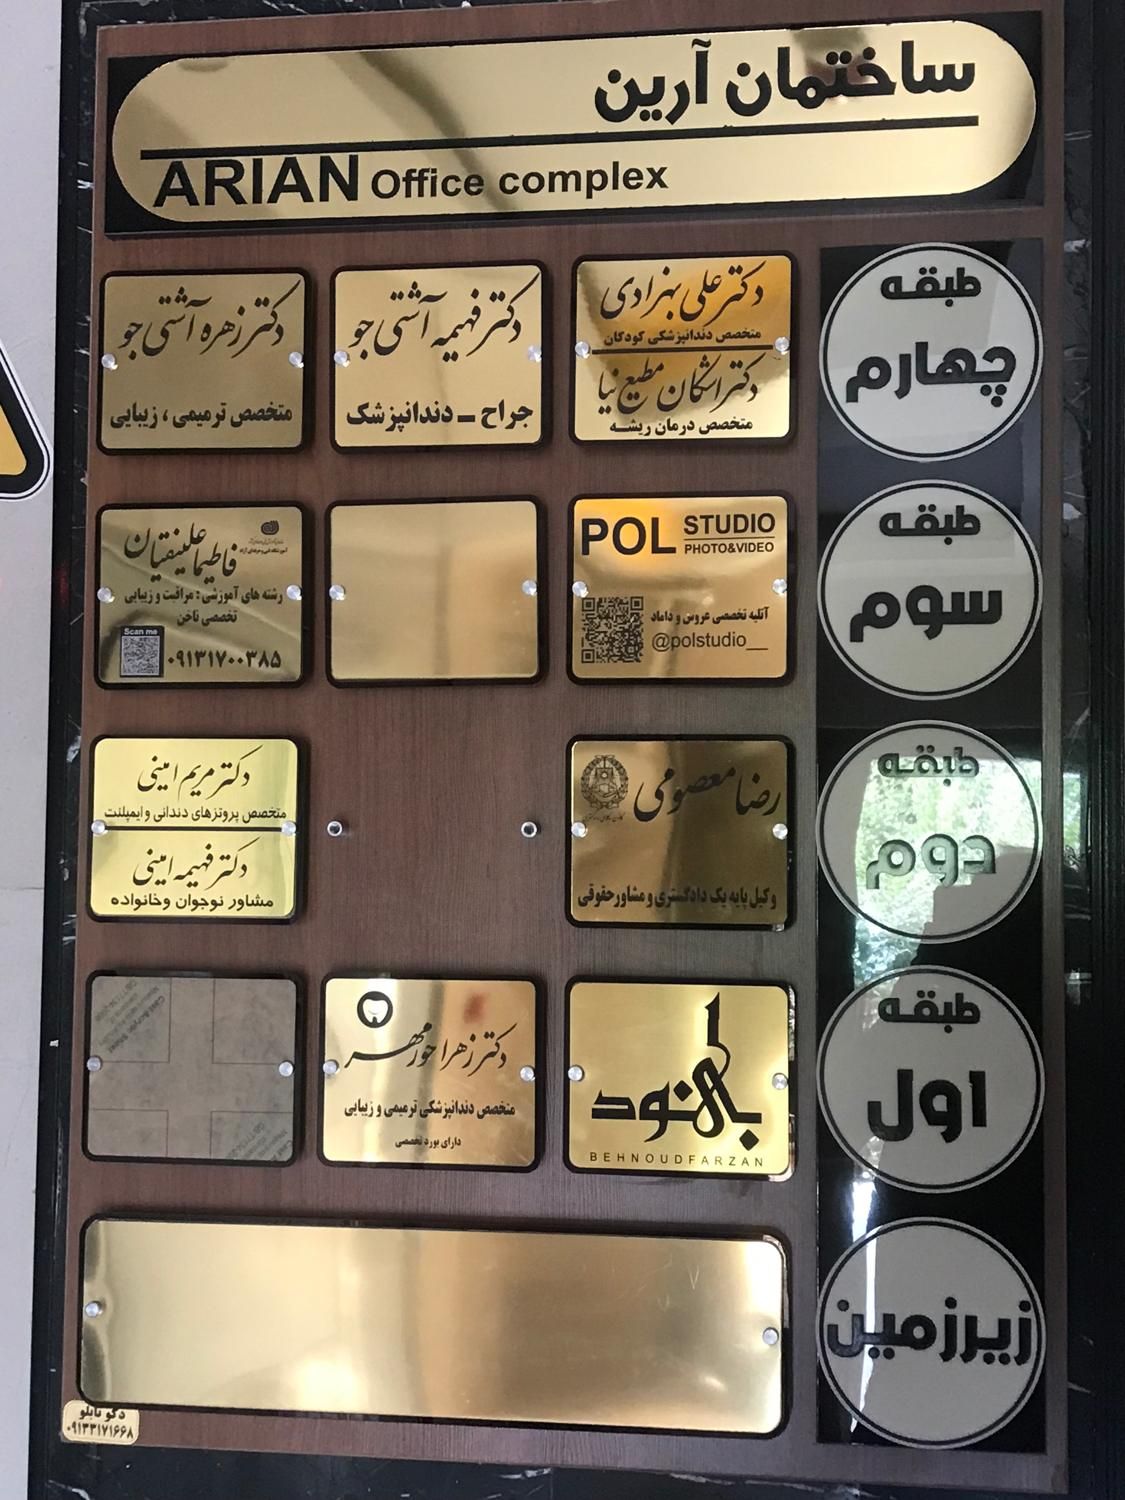 ساختمان آرین
ARIAN Office complex
طبقه
چهارم
دکتر علی بهزادی
متخصص دندانپزشکی کودکان
دکتر اشکان مطیع نیا
متخصص درمان ریشه
دکتر فهیمه آشتی جو
جراح - دندانپزشک
دکتر زهره آشتی جو
متخصص ترمیمی ، زیبایی
طبقه
سوم
POL STUDIO
PHOTO&VIDEO
آتلیه تخصصی عروس و داماد
@polstudio__
فاطیما علینقیان
رشته های آموزشی : مراقبت و زیبایی
تخصصی ناخن
Scan me
۰۹۱۳۱۷۰۰۳۸۵
طبقه
دوم
رضا معصومی
وکیل پایه یک دادگستری و مشاور حقوقی
دکتر مریم امینی
متخصص پروتزهای دندانی و ایمپلنت
دکتر فهیمه امینی
مشاور نوجوان وخانواده
طبقه
اول
بهنود
BEHNOUDFARZAN
دکتر زهرا حورمهر
متخصص دندانپزشکی ترمیمی و زیبایی
دارای بورد تخصصی
زیرزمین
دکو تابلو
۰۹۱۳۳۱۷۱۶۶۸